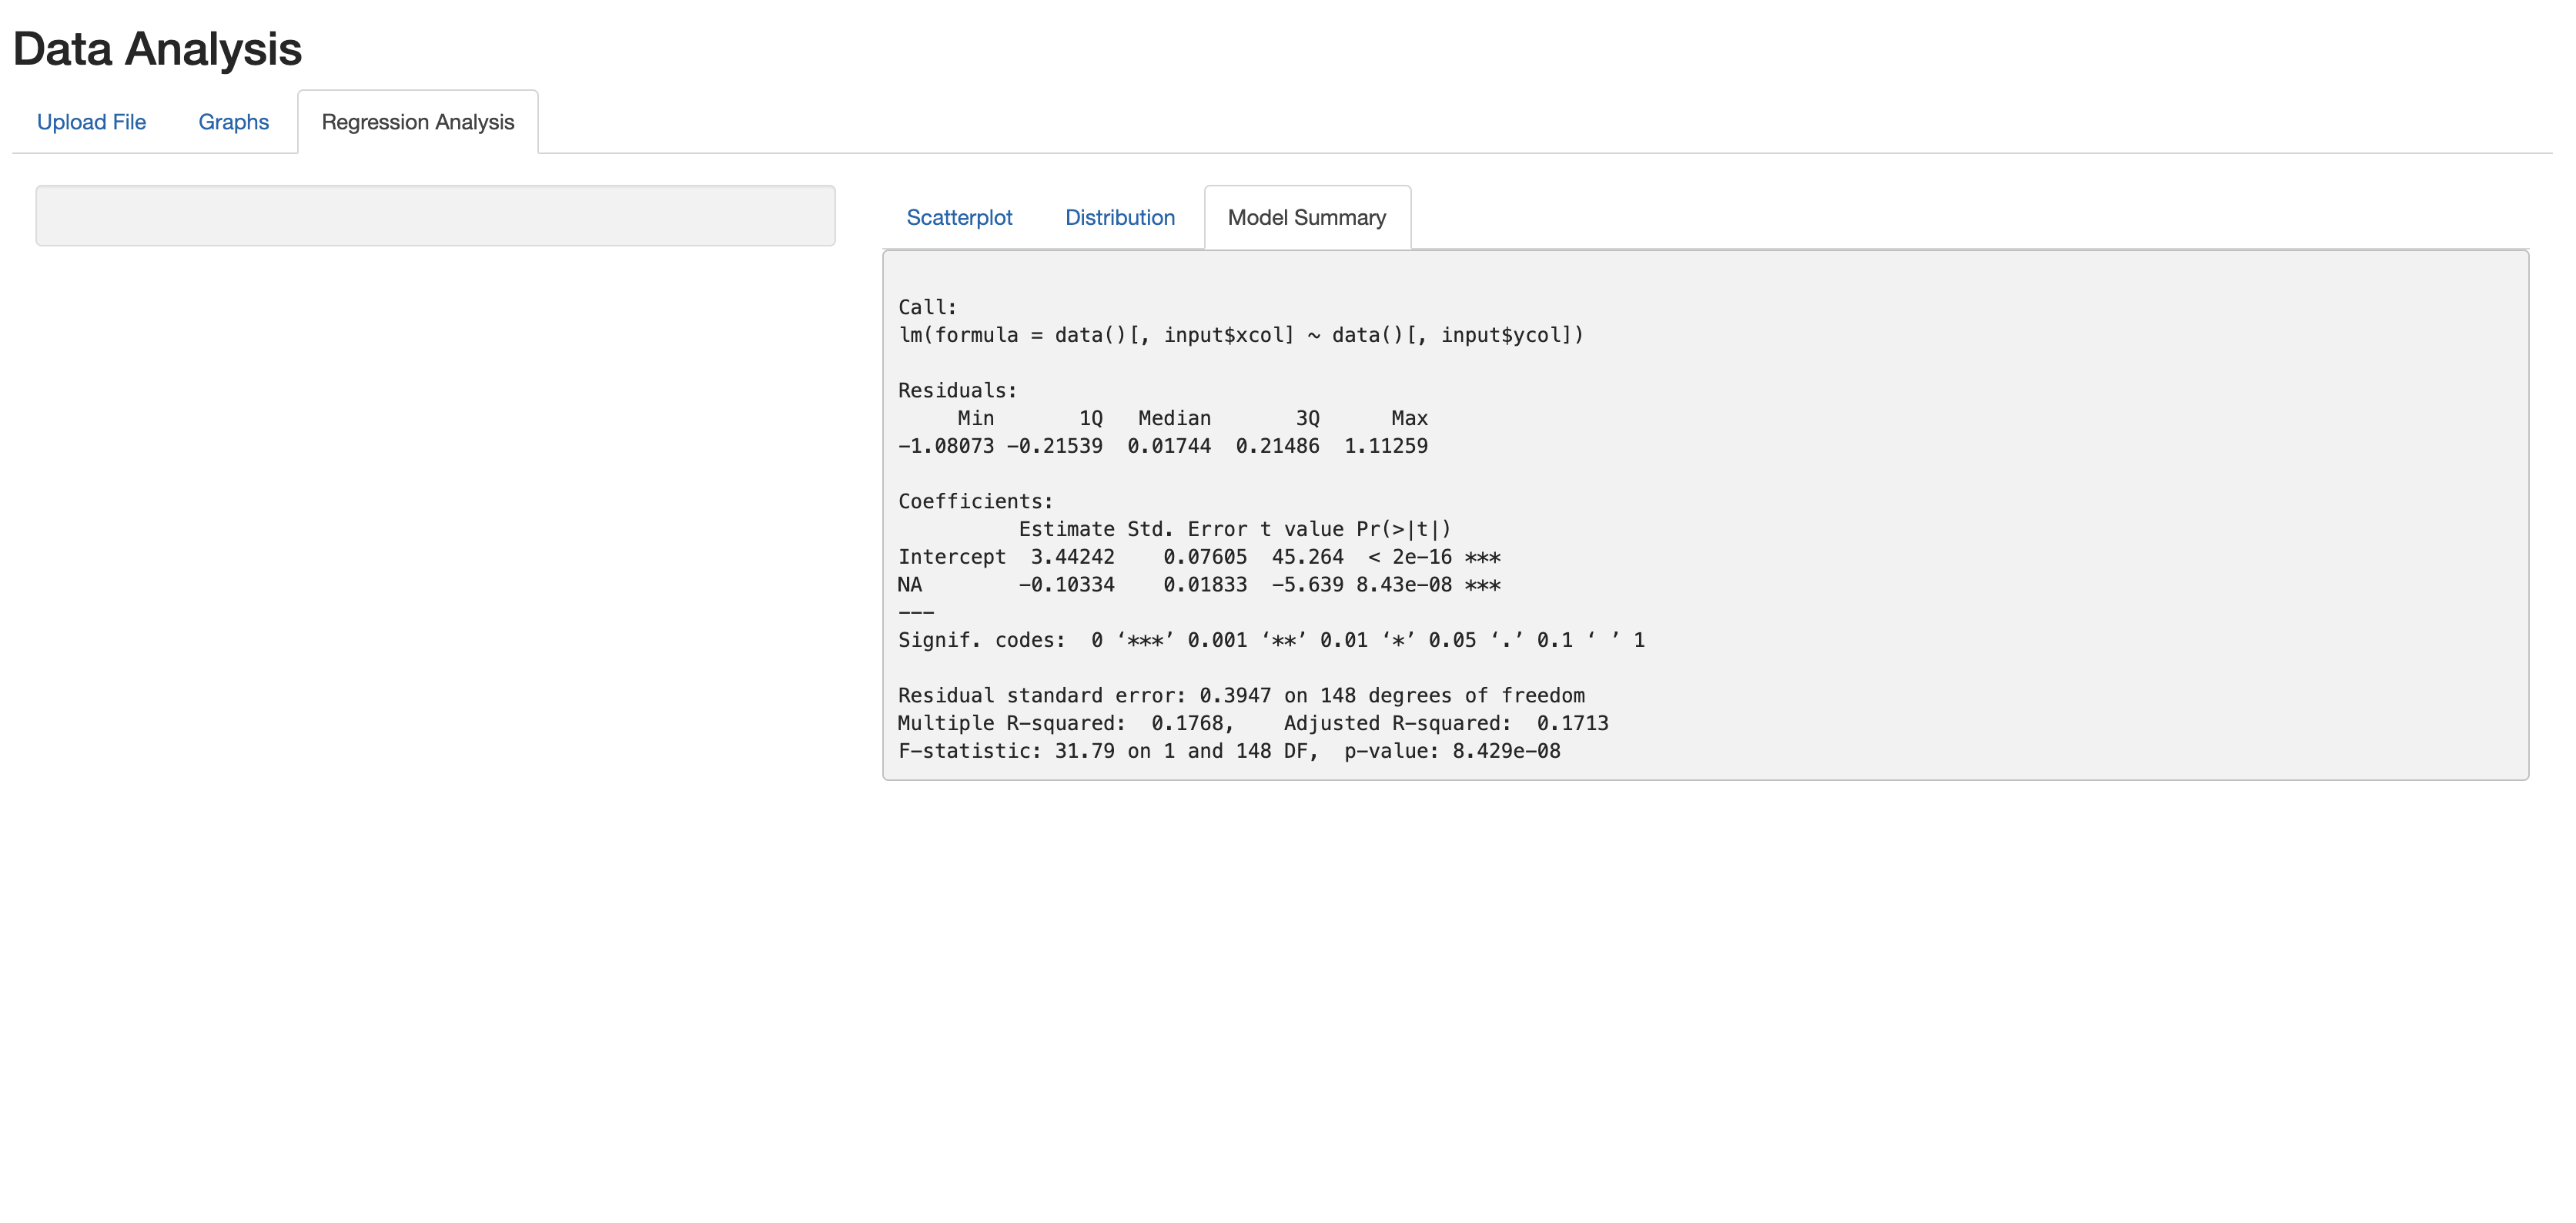 Data Analysis
Upload File Graphs Regression Analysis
Scatterplot Distribution Model Summary
Call:
lm(formula = data()[, input$xcol] ~ data()[, input$ycol])
Residuals:
     Min       1Q   Median       3Q      Max
-1.08073 -0.21539  0.01744  0.21486  1.11259
Coefficients:
          Estimate Std. Error t value Pr(>|t|)
Intercept  3.44242    0.07605  45.264  < 2e-16 ***
NA        -0.10334    0.01833  -5.639 8.43e-08 ***
---
Signif. codes:  0 ‘***’ 0.001 ‘**’ 0.01 ‘*’ 0.05 ‘.’ 0.1 ‘ ’ 1
Residual standard error: 0.3947 on 148 degrees of freedom
Multiple R-squared:  0.1768,    Adjusted R-squared:  0.1713
F-statistic: 31.79 on 1 and 148 DF,  p-value: 8.429e-08